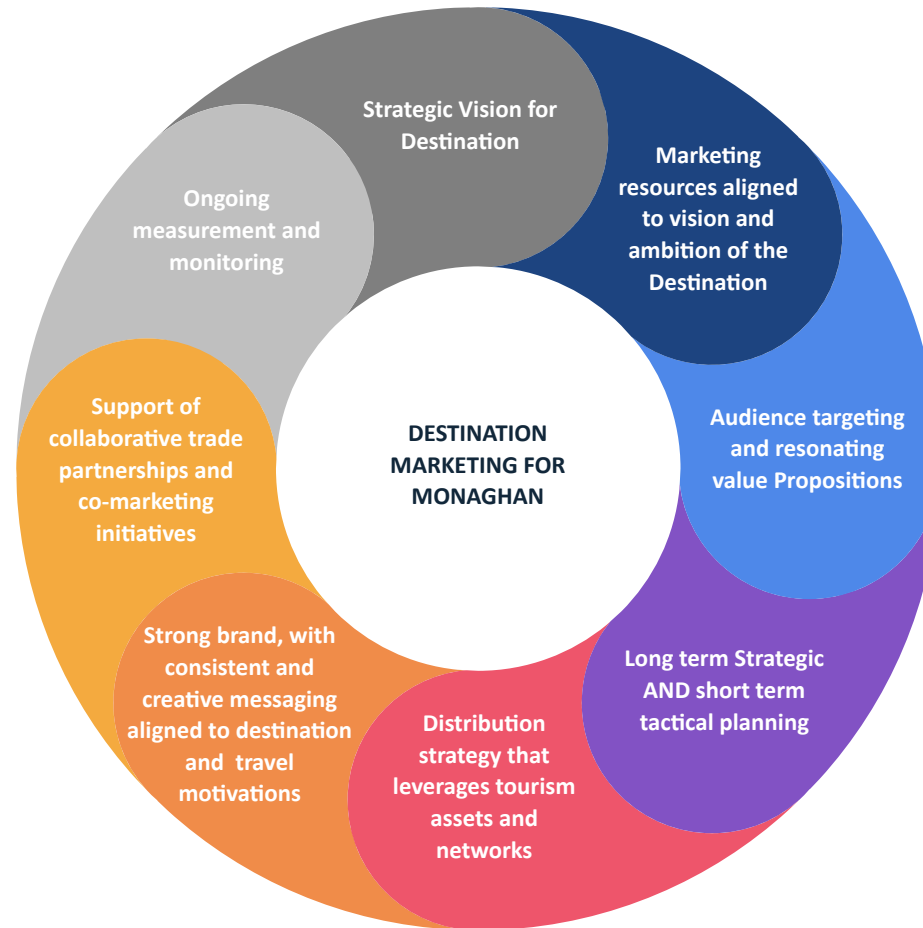 Strategic Vision for
Destination
Marketing
resources aligned
to vision and
ambition of the
Destination
Audience targeting
and resonating
value Propositions
Long term Strategic
AND short term
tactical planning
Distribution
strategy that
leverages tourism
assets and
networks
Strong brand, with
consistent and
creative messaging
aligned to destination
and travel
motivations
Support of
collaborative trade
partnerships and
co-marketing
initiatives
Ongoing
measurement and
monitoring
DESTINATION
MARKETING FOR
MONAGHAN